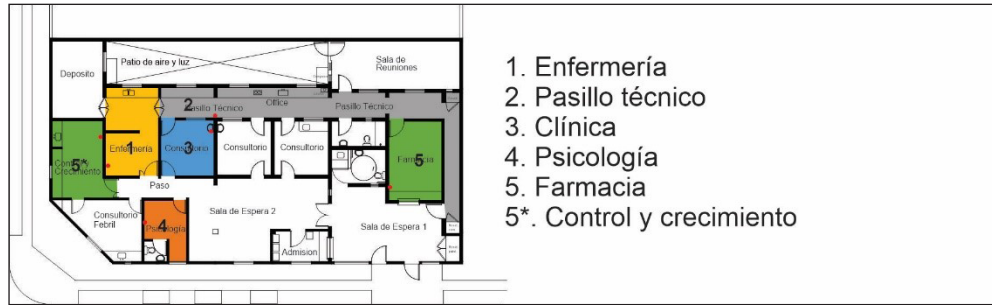 Patio de aire y luz
Sala de
Reuniones
Deposito
Office
2
Pasillo Técnico
Pasillo Técnico
5*
Crecimiento
1
Enfermería
3
Consultorio
Consultorio
Consultorio
5
Farmacia
Paso
Consultorio
Febril
4
Psicología
Sala de Espera 2
Admision
Sala de Espera 1
1. Enfermería
2. Pasillo técnico
3. Clínica
4. Psicología
5. Farmacia
5*. Control y crecimiento